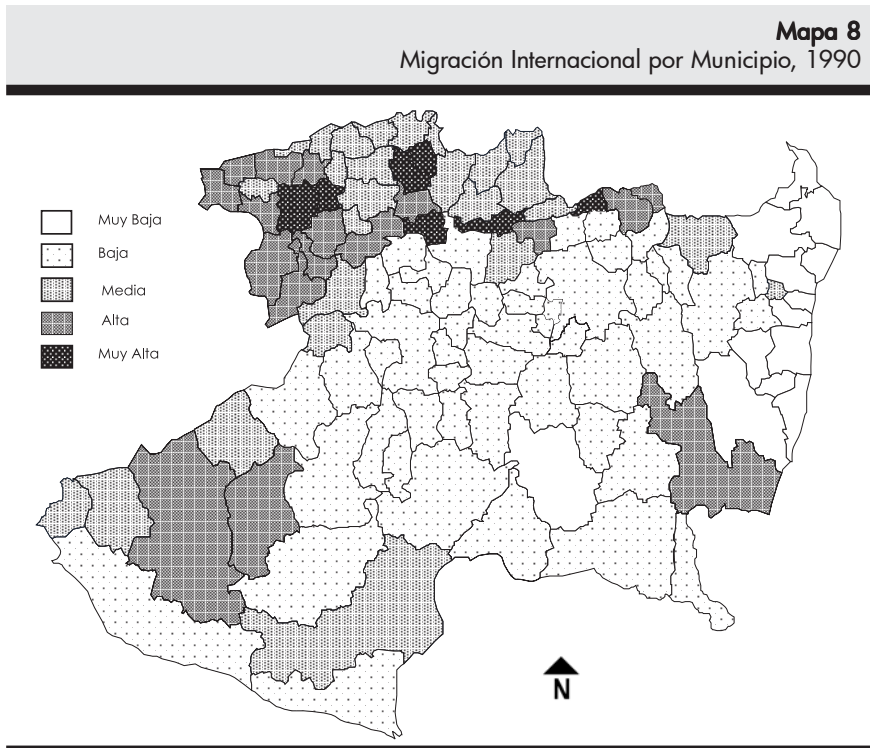 Mapa 8
Migración Internacional por Municipio, 1990
Muy Baja
Baja
Media
Alta
Muy Alta
N